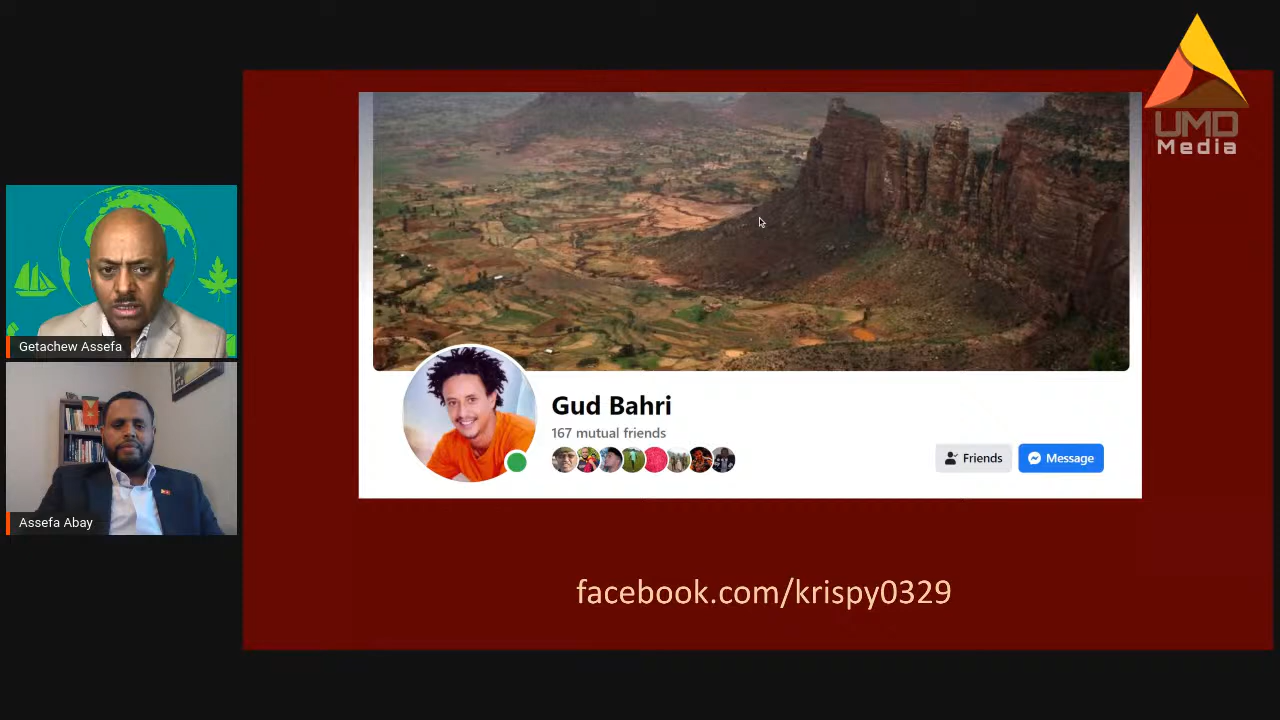 UMD
Media
Getachew Assefa
Assefa Abay
Gud Bahri
167 mutual friends
Friends
Message
facebook.com/krispy0329